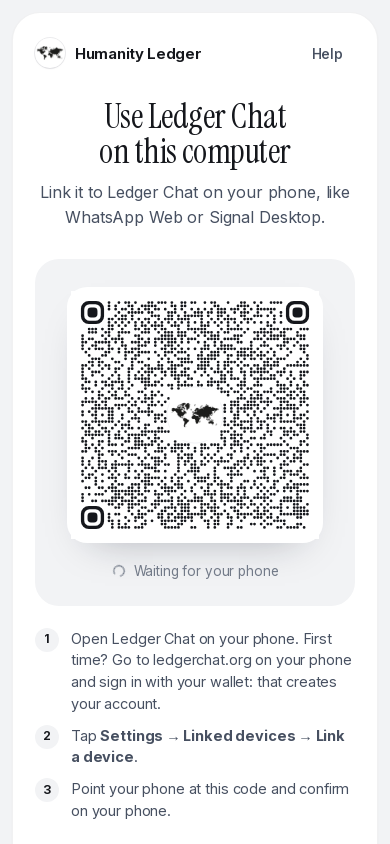 Humanity Ledger
Help
Use Ledger Chat
on this computer
Link it to Ledger Chat on your phone, like
WhatsApp Web or Signal Desktop.
Waiting for your phone
1
Open Ledger Chat on your phone. First
time? Go to ledgerchat.org on your phone
and sign in with your wallet: that creates
your account.
2
Tap Settings → Linked devices → Link
a device.
3
Point your phone at this code and confirm
on your phone.